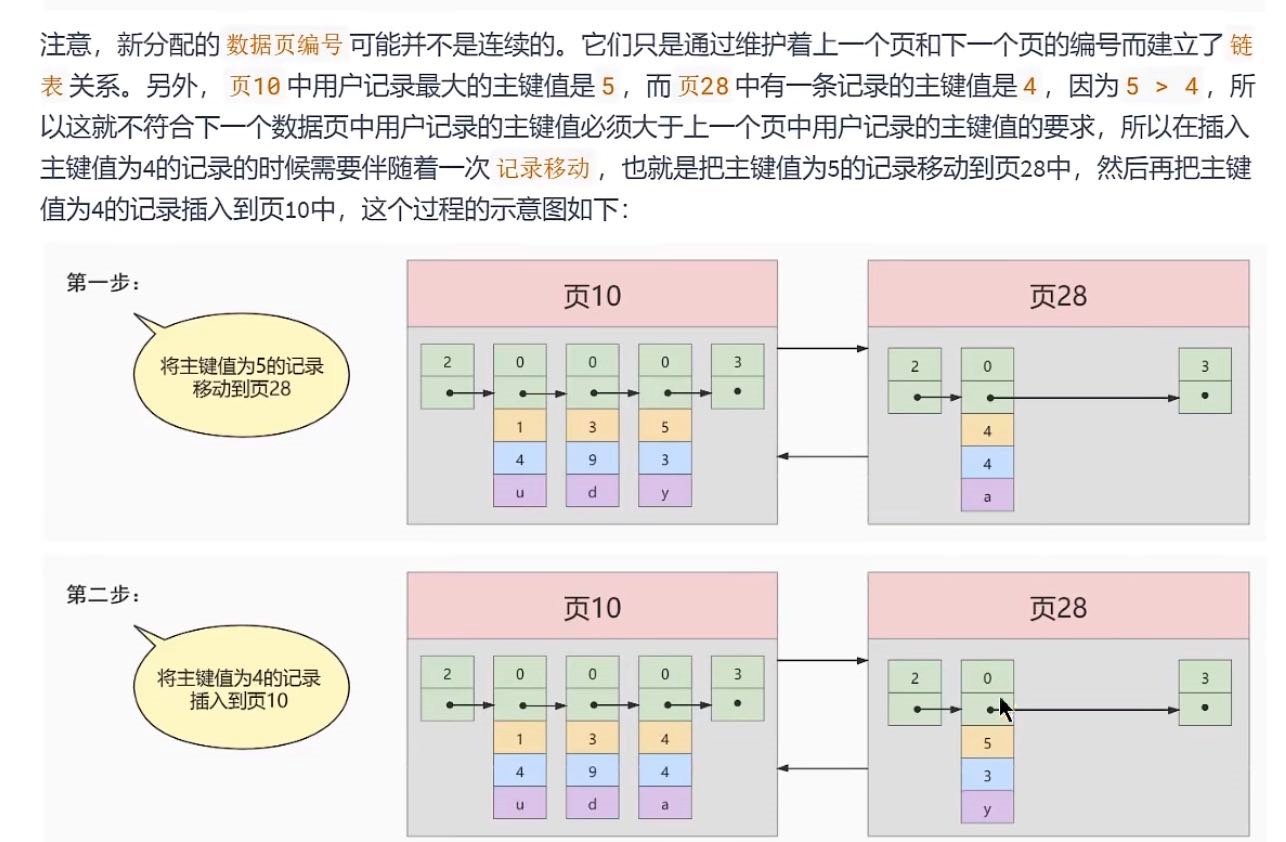 注意，新分配的 数据页编号 可能并不是连续的。它们只是通过维护着上一个页和下一个页的编号而建立了 链
表 关系。另外， 页10 中用户记录最大的主键值是 5 ，而 页28 中有一条记录的主键值是 4 ，因为 5 > 4 ，所
以这就不符合下一个数据页中用户记录的主键值必须大于上一个页中用户记录的主键值的要求，所以在插入
主键值为4的记录的时候需要伴随着一次 记录移动 ，也就是把主键值为5的记录移动到页28中，然后再把主键
值为4的记录插入到页10中，这个过程的示意图如下：
第一步：
将主键值为5的记录
移动到页28
页10
2 0 0 0 3
1 3 5
4 9 3
u d y
页28
2 0 3
4
4
a
第二步：
将主键值为4的记录
插入到页10
页10
2 0 0 0 3
1 3 4
4 9 4
u d a
页28
2 0 3
5
3
y